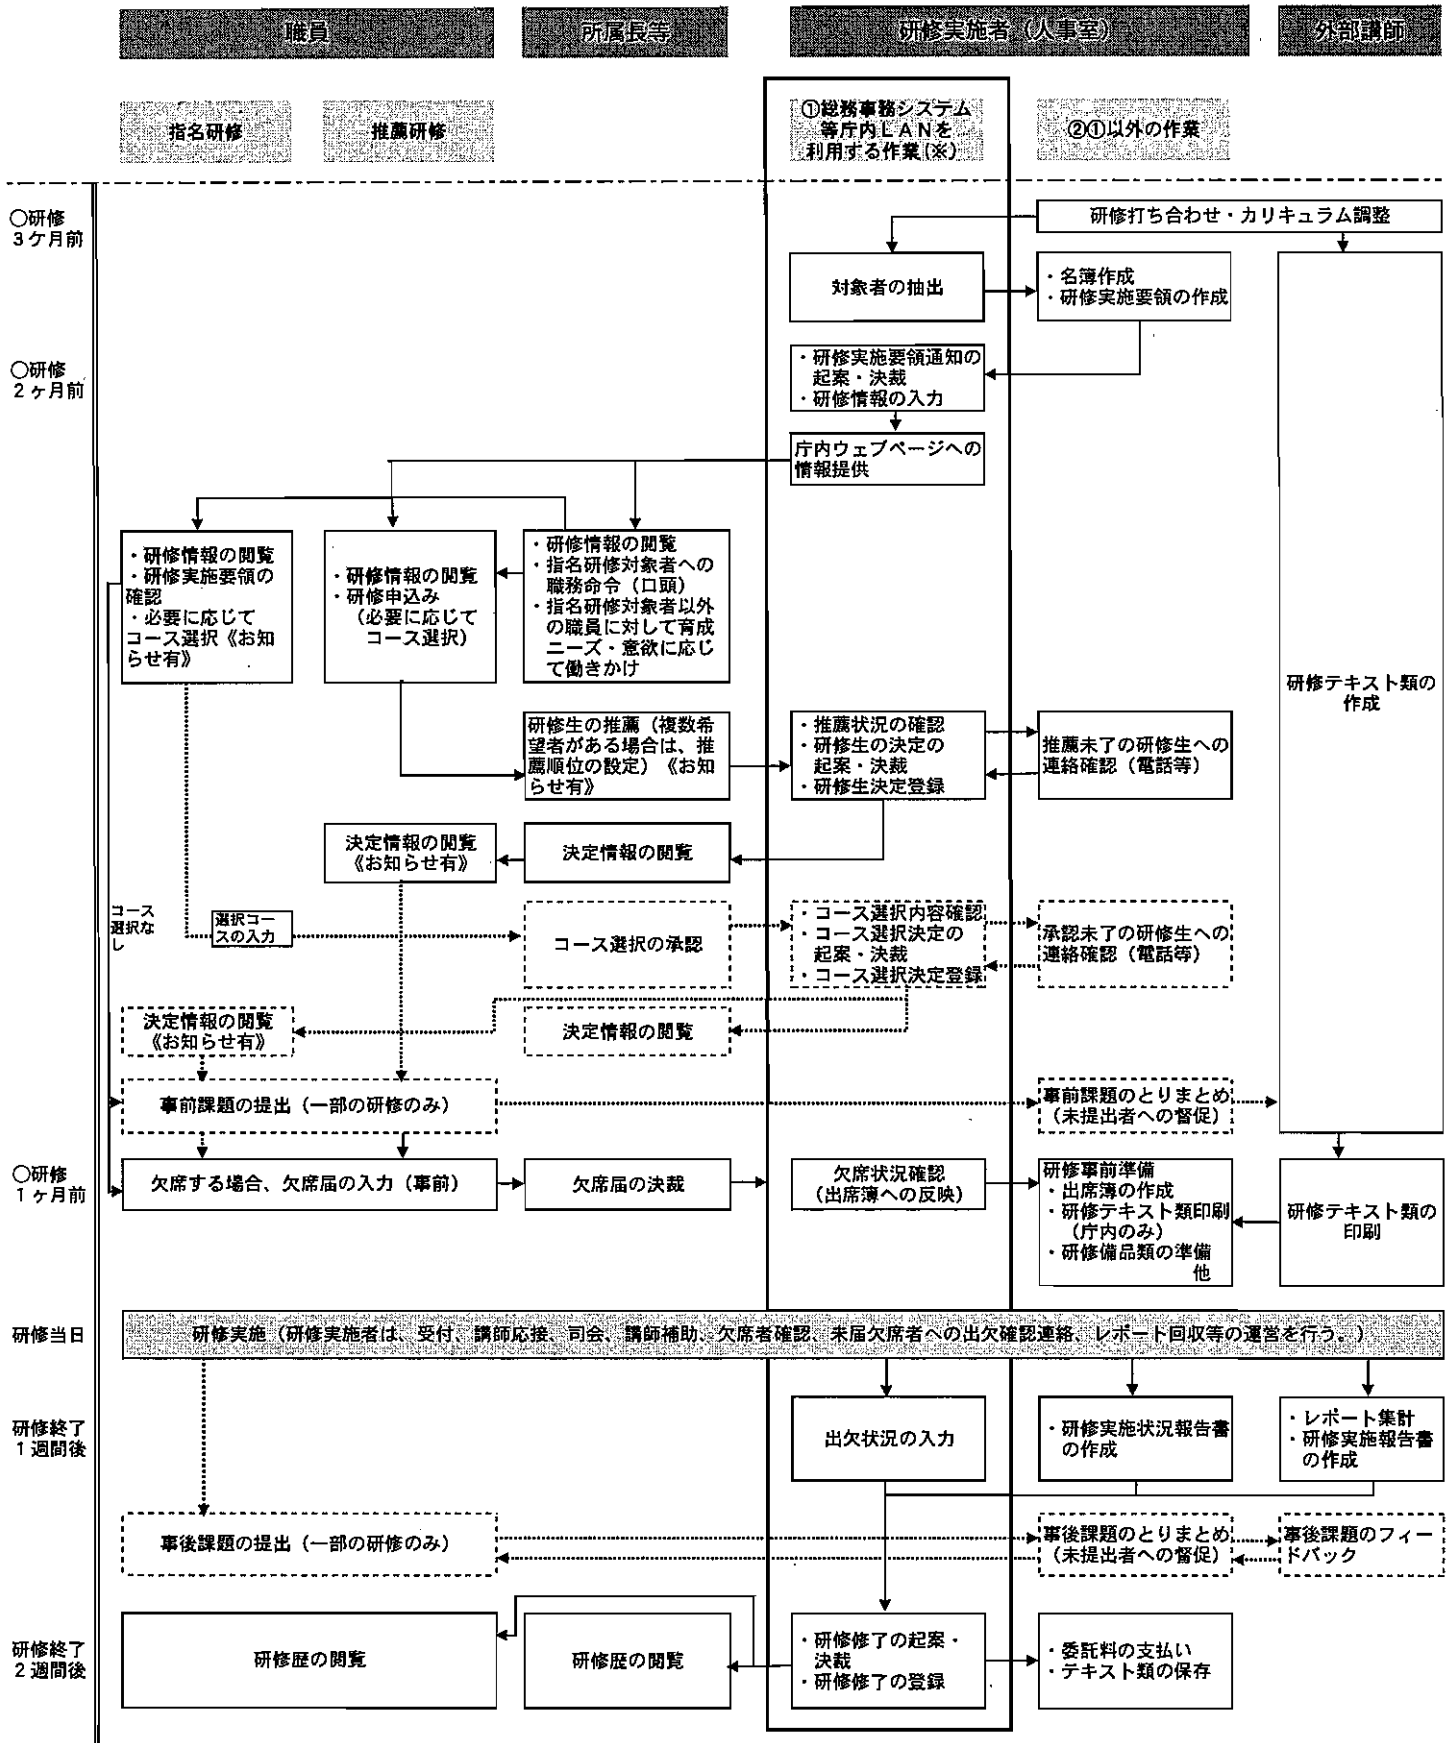 職員
所属長等
研修実施者（人事室）
外部講師
指名研修
推薦研修
①総務事務システム
等庁内ＬＡＮを
利用する作業(※)
②①以外の作業
○研修
３ケ月前
研修打ち合わせ・カリキュラム調整
対象者の抽出
・名簿作成
・研修実施要領の作成
○研修
２ヶ月前
・研修実施要領通知の
起案・決裁
・研修情報の入力
庁内ウェブページへの
情報提供
・研修情報の閲覧
・研修実施要領の
確認
・必要に応じて
コース選択《お知
らせ有》
・研修情報の閲覧
・研修申込み
（必要に応じて
コース選択）
・研修情報の閲覧
・指名研修対象者への
職務命令（口頭）
・指名研修対象者以外
の職員に対して育成
ニーズ・意欲に応じ
て働きかけ
研修テキスト類の
作成
研修生の推薦（複数希
望者がある場合は、推
薦順位の設定）《お知
らせ有》
・推薦状況の確認
・研修生の決定の
起案・決裁
・研修生決定登録
推薦未了の研修生への
連絡確認（電話等）
決定情報の閲覧
《お知らせ有》
決定情報の閲覧
コース
選択な
し
選択コー
スの入力
コース選択の承認
・コース選択内容確認
・コース選択決定の
起案・決裁
・コース選択決定登録
承認未了の研修生への
連絡確認（電話等）
決定情報の閲覧
《お知らせ有》
決定情報の閲覧
事前課題の提出（一部の研修のみ）
事前課題のとりまとめ
（未提出者への督促）
○研修
１ヶ月前
欠席する場合、欠席届の入力（事前）
欠席届の決裁
欠席状況確認
（出席簿への反映）
研修事前準備
・出席簿の作成
・研修テキスト類印刷
（庁内のみ）
・研修備品類の準備
他
研修テキスト類の
印刷
研修当日
研修実施（研修実施者は、受付、講師応接、司会、講師補助、欠席者確認、未届欠席者への出欠確認連絡、レポート回収等の運営を行う。）
研修終了
１週間後
出欠状況の入力
・研修実施状況報告書
の作成
・レポート集計
・研修実施報告書
の作成
事後課題の提出（一部の研修のみ）
事後課題のとりまとめ
（未提出者への督促）
事後課題のフィー
ドバック
研修終了
２週間後
研修歴の閲覧
研修歴の閲覧
・研修修了の起案・
決裁
・研修修了の登録
・委託料の支払い
・テキスト類の保存